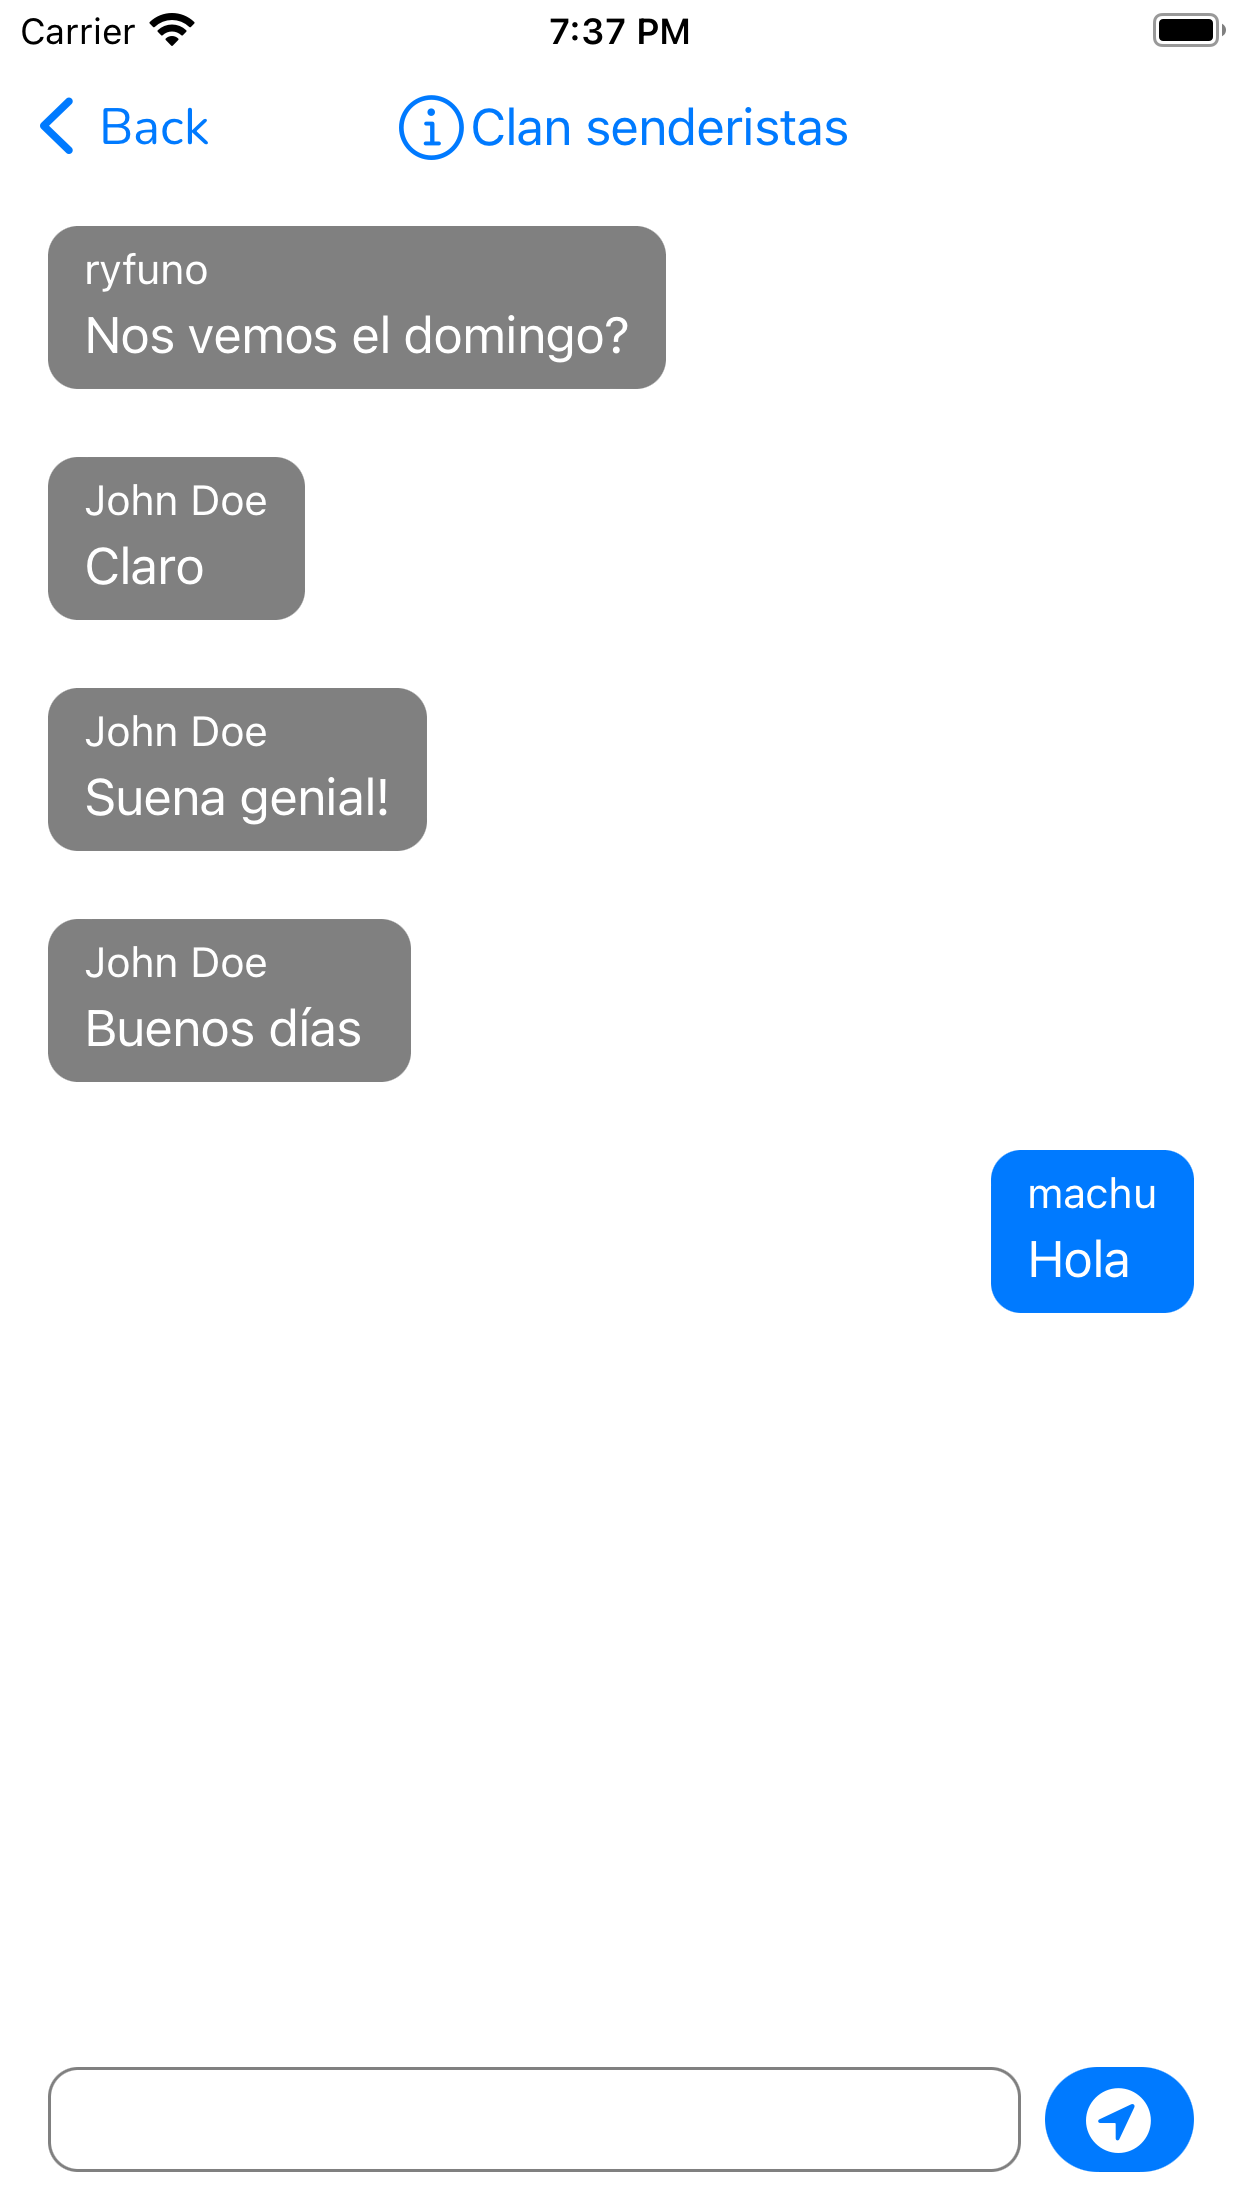 Carrier 7:37 PM
Back Clan senderistas
ryfuno
Nos vemos el domingo?
John Doe
Claro
John Doe
Suena genial!
John Doe
Buenos días
machu
Hola